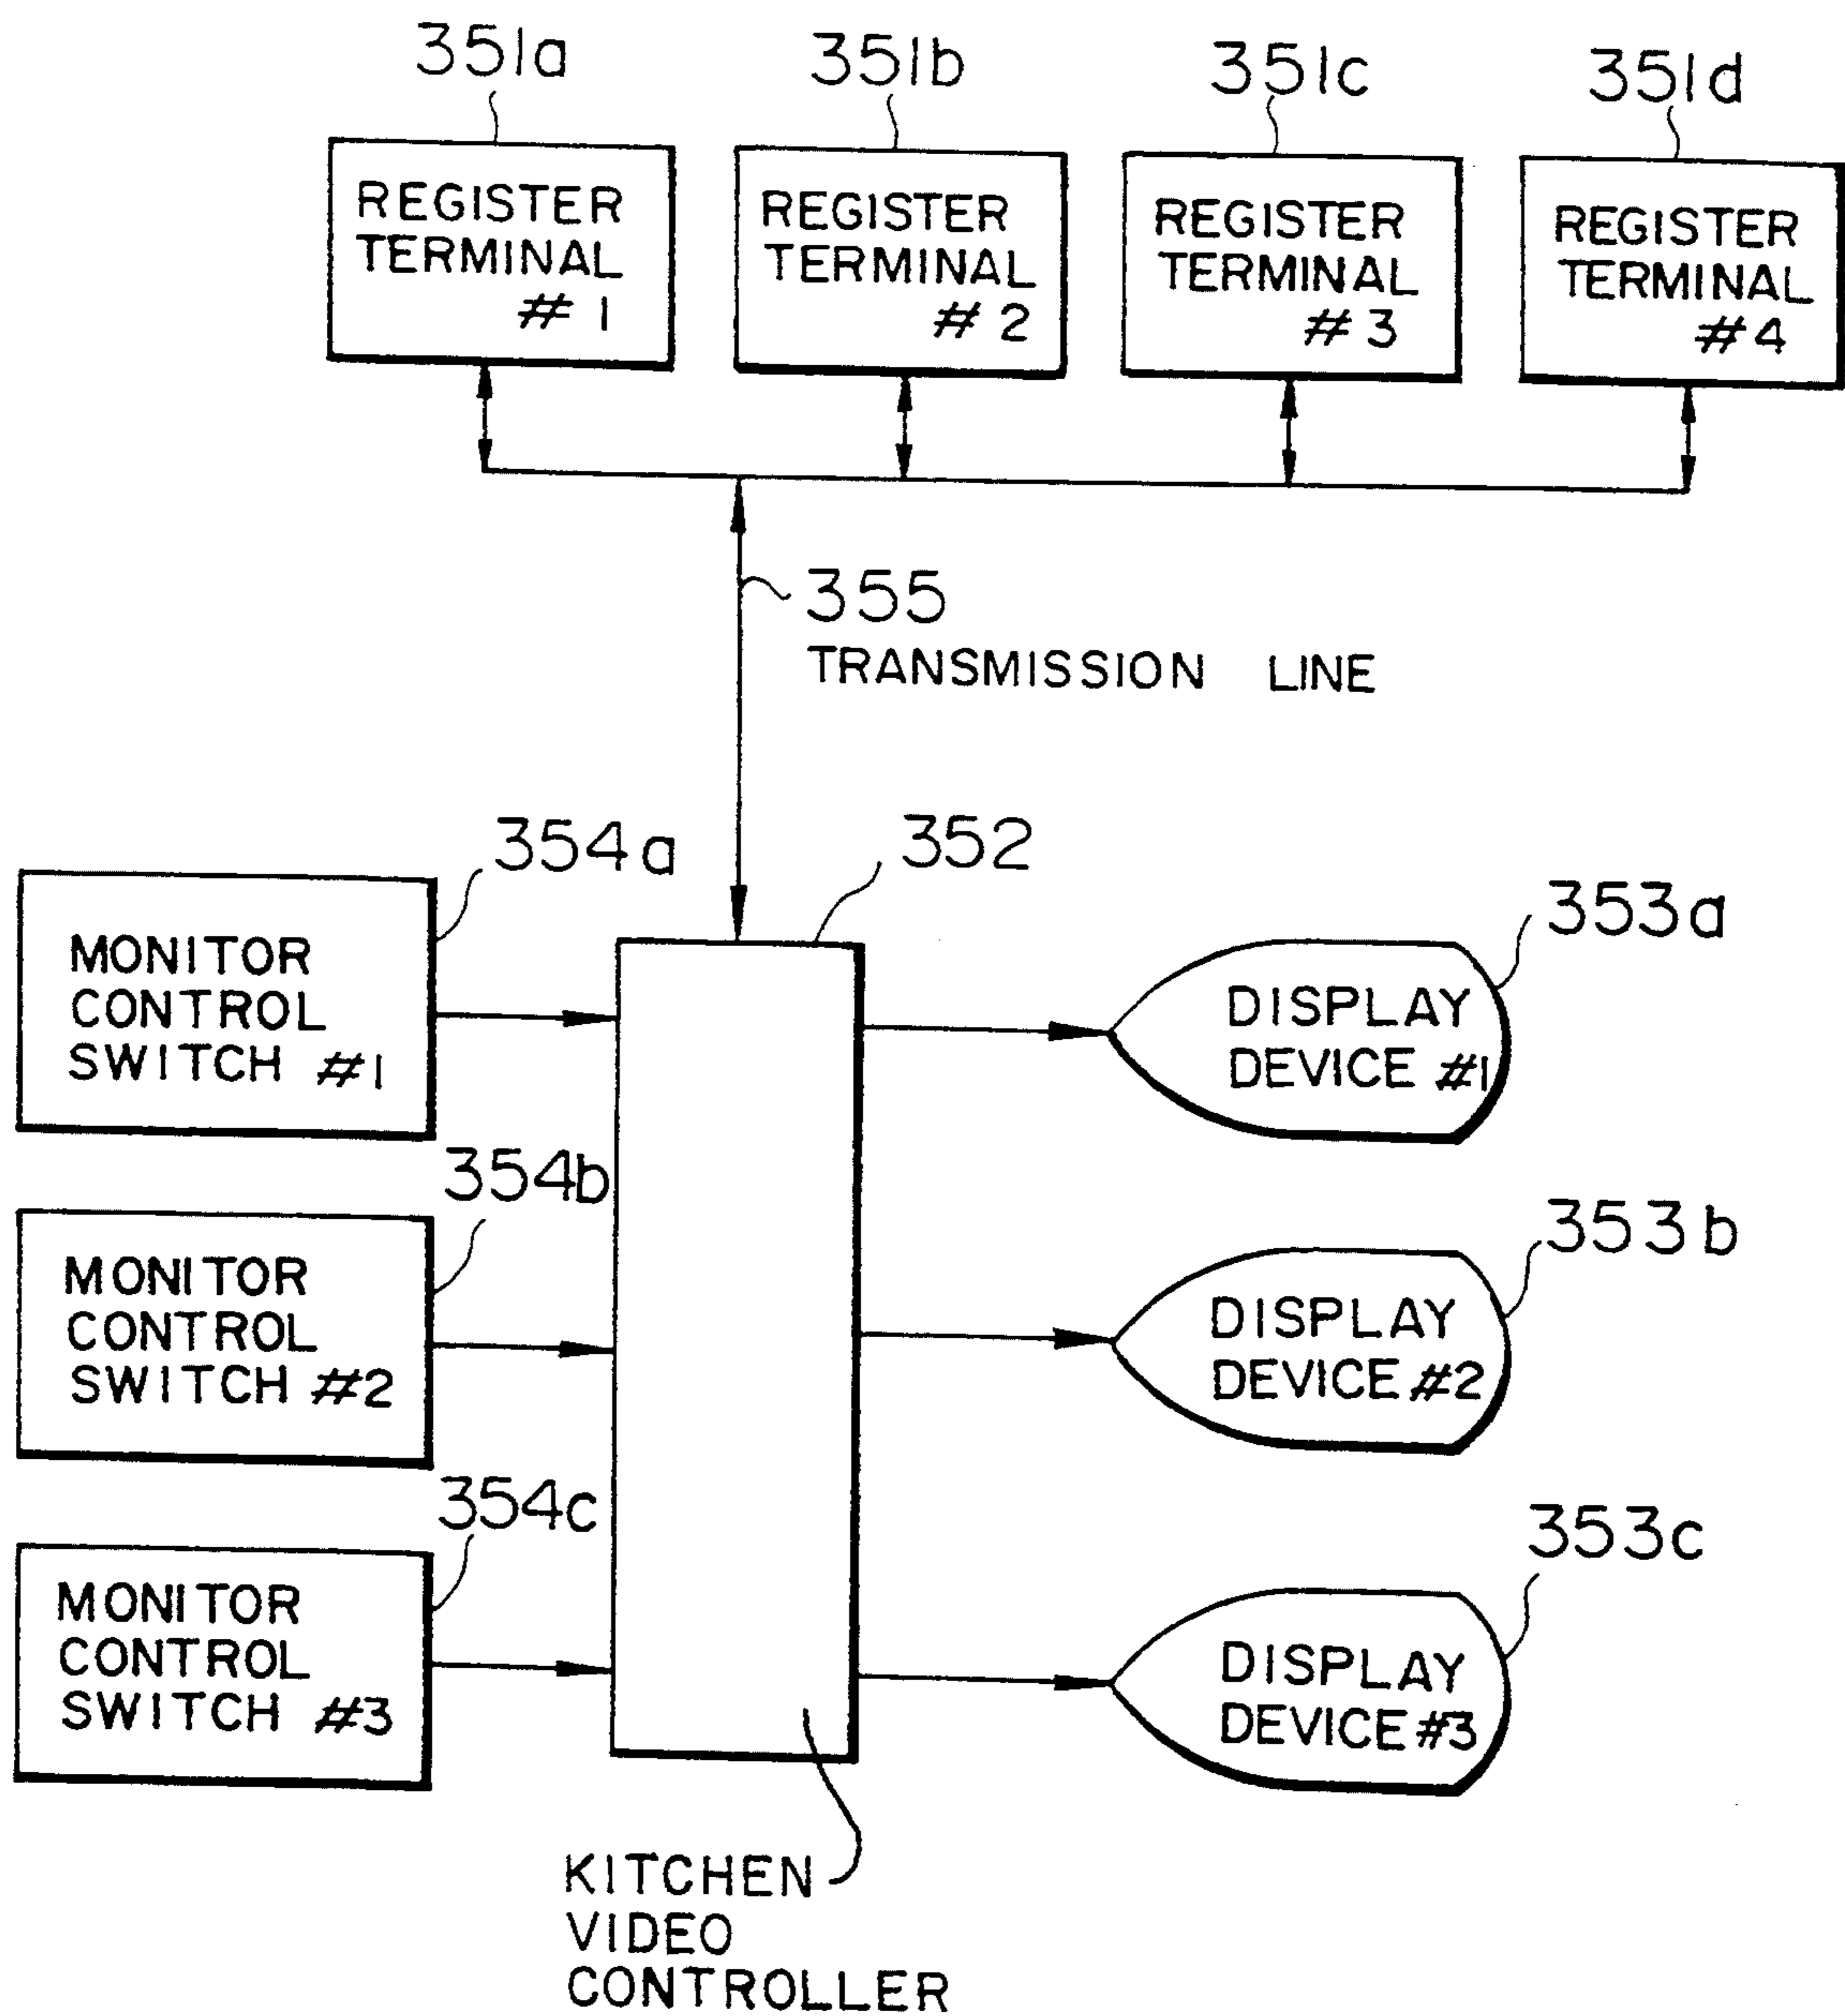 351a
351b
351c
351d
REGISTER
TERMINAL
# 1
REGISTER
TERMINAL
# 2
REGISTER
TERMINAL
# 3
REGISTER
TERMINAL
#4
355
TRANSMISSION LINE
354a
352
353a
MONITOR
CONTROL
SWITCH #1
DISPLAY
DEVICE #1
354b
353b
MONITOR
CONTROL
SWITCH #2
DISPLAY
DEVICE #2
354c
353c
MONITOR
CONTROL
SWITCH #3
DISPLAY
DEVICE #3
KITCHEN
VIDEO
CONTROLLER